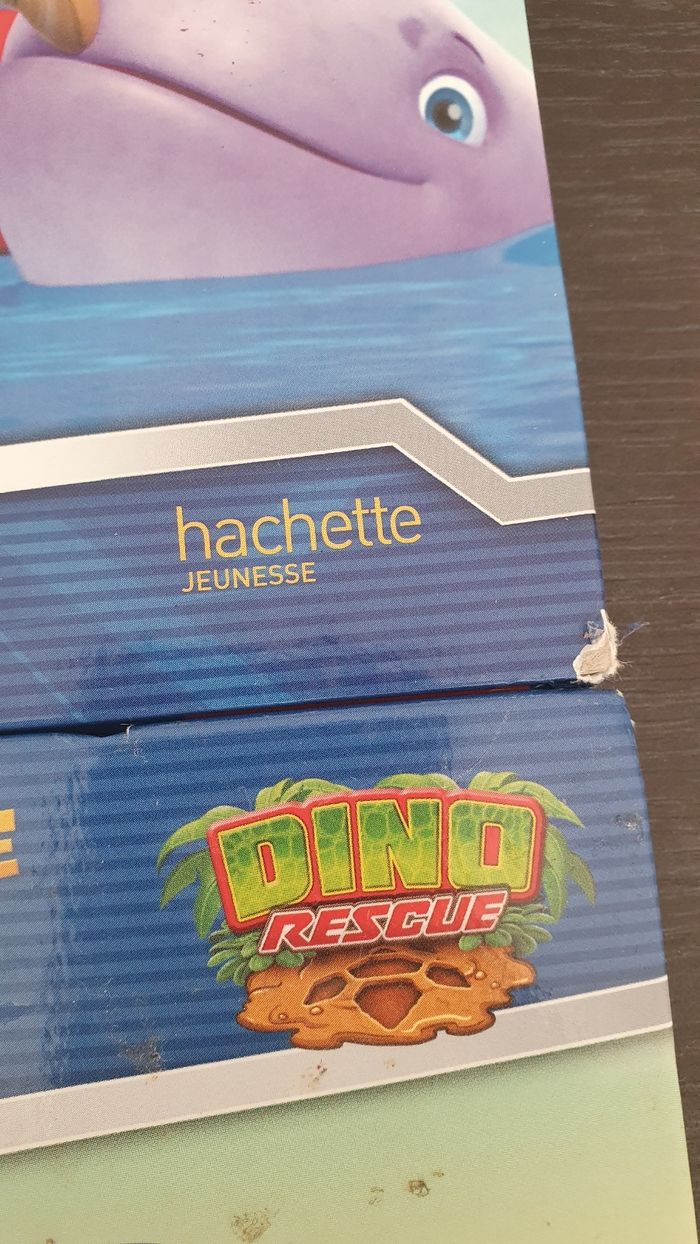 hachette
JEUNESSE
E
DINO
RESCUE